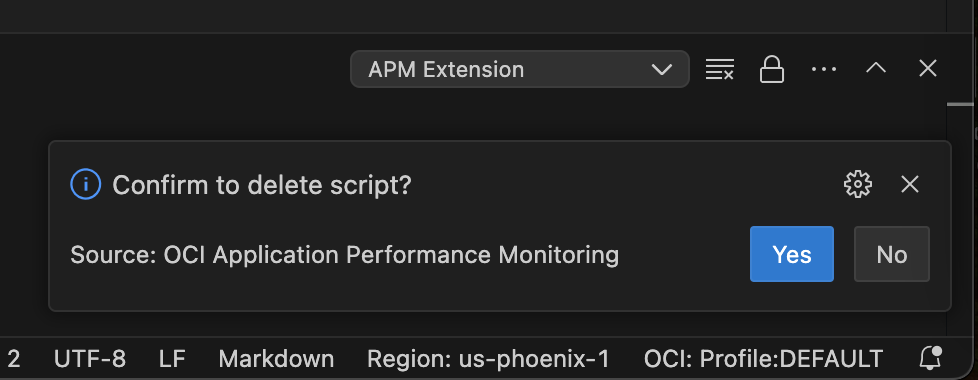 APM Extension
Confirm to delete script?
Source: OCI Application Performance Monitoring
Yes
No
2 UTF-8 LF Markdown Region: us-phoenix-1 OCI: Profile:DEFAULT